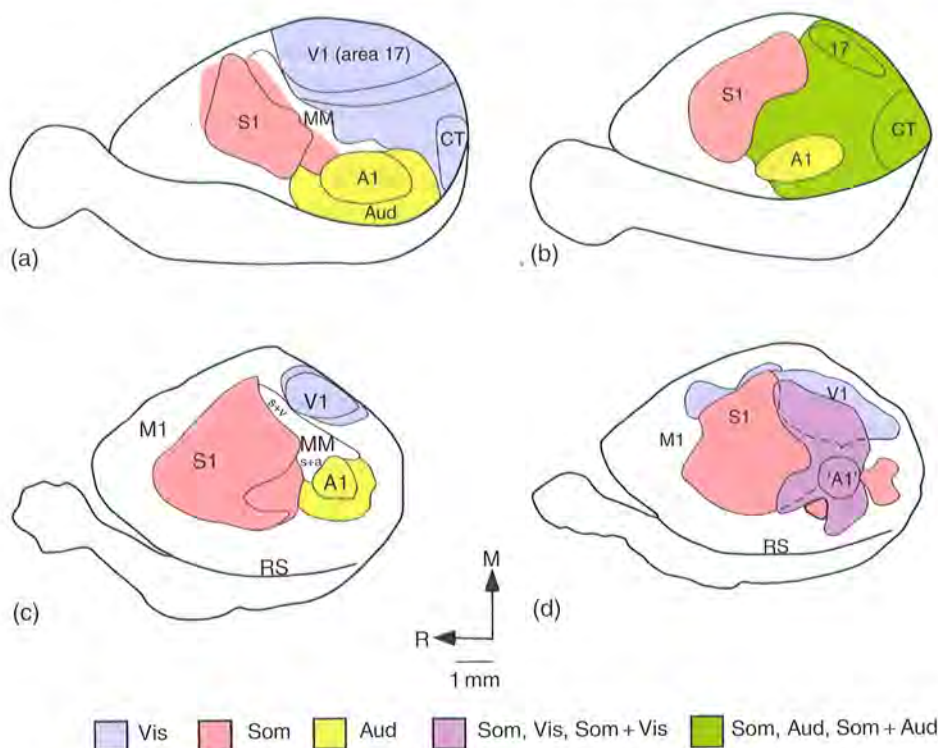 V1 (area 17)
S1
MM
CT
A1
Aud
(a)
17
S1
CT
A1
(b)
s+v
V1
M1
MM
S1
s+a
A1
RS
(c)
V1
S1
M1
'A1'
RS
(d)
M
R
1 mm
Vis
Som
Aud
Som, Vis, Som + Vis
Som, Aud, Som + Aud